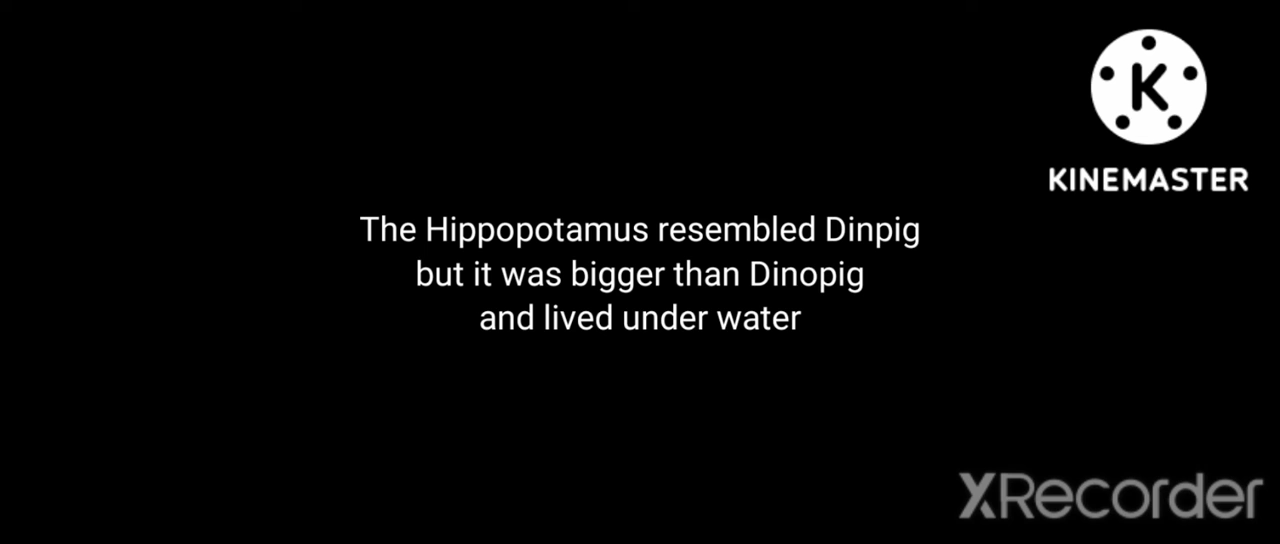 K
KINEMASTER
The Hippopotamus resembled Dinpig
but it was bigger than Dinopig
and lived under water
XRecorder